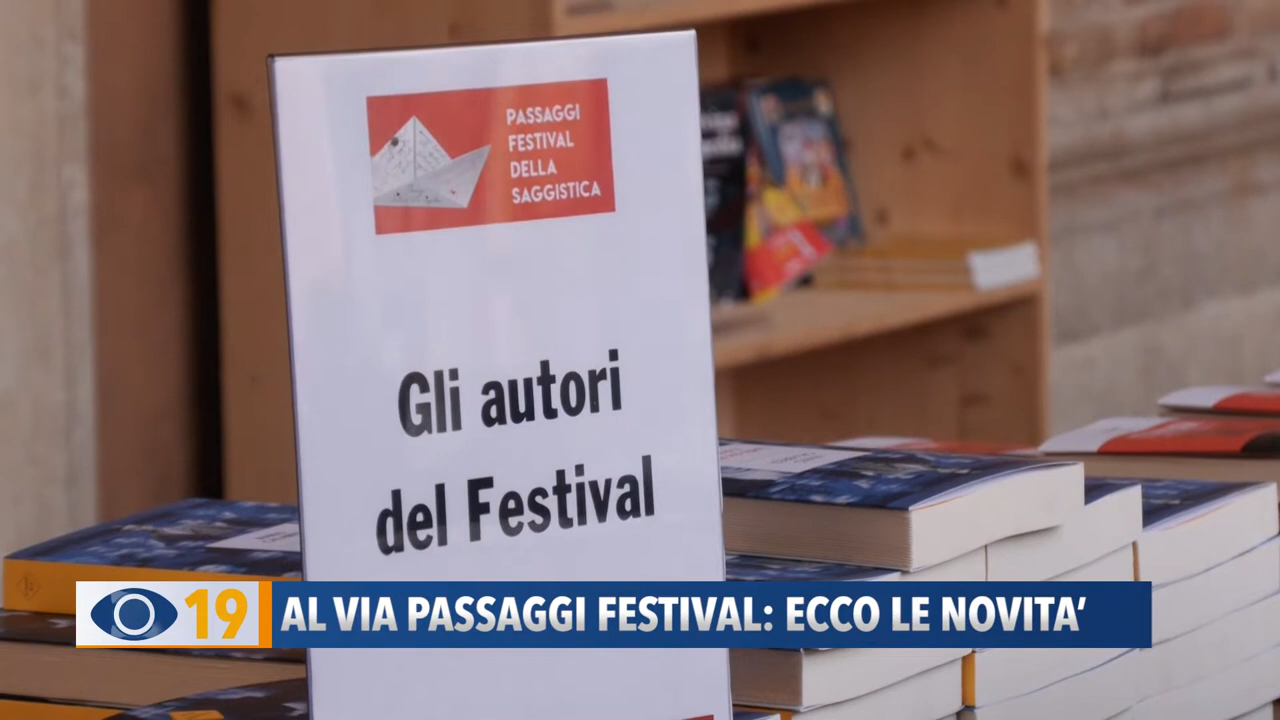 PASSAGGI
FESTIVAL
DELLA
SAGGISTICA
Gli autori
del Festival
19 AL VIA PASSAGGI FESTIVAL: ECCO LE NOVITA'